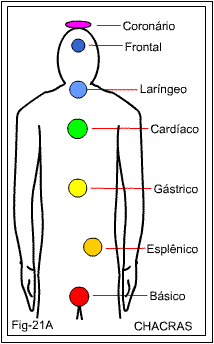 Coronário
Frontal
Laríngeo
Cardíaco
Gástrico
Esplênico
Básico
Fig-21A
CHACRAS